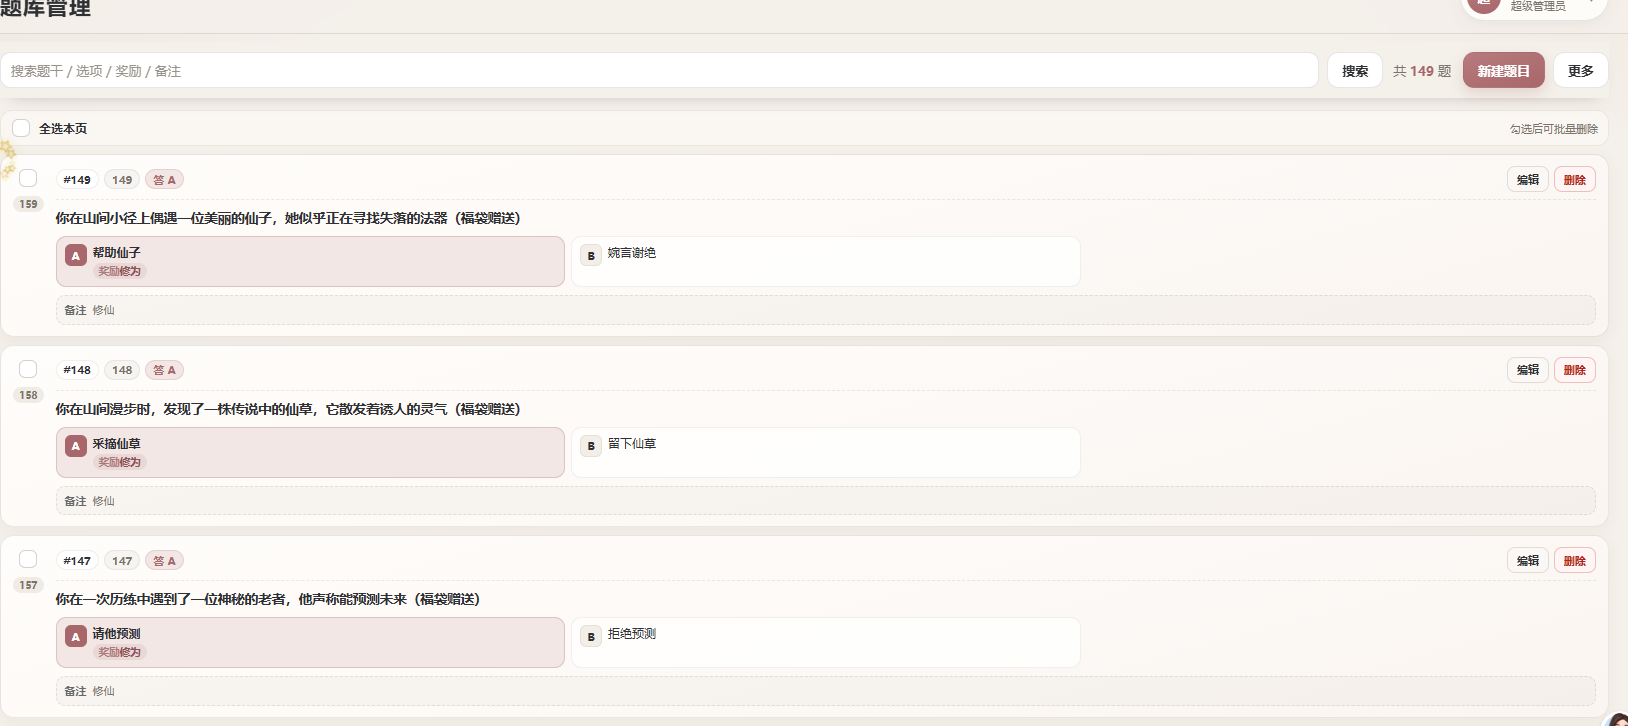 题库管理
超级管理员
搜索题干 / 选项 / 奖励 / 备注
搜索
共 149 题
新建题目
更多
全选本页
勾选后可批量删除
#149
149
答 A
编辑
删除
159
你在山间小径上偶遇一位美丽的仙子，她似乎正在寻找失落的法器（福袋赠送）
A
帮助仙子
奖励修为
B
婉言谢绝
备注 修仙
#148
148
答 A
编辑
删除
158
你在山间漫步时，发现了一株传说中的仙草，它散发着诱人的灵气（福袋赠送）
A
采摘仙草
奖励修为
B
留下仙草
备注 修仙
#147
147
答 A
编辑
删除
157
你在一次历练中遇到了一位神秘的老者，他声称能预测未来（福袋赠送）
A
请他预测
奖励修为
B
拒绝预测
备注 修仙